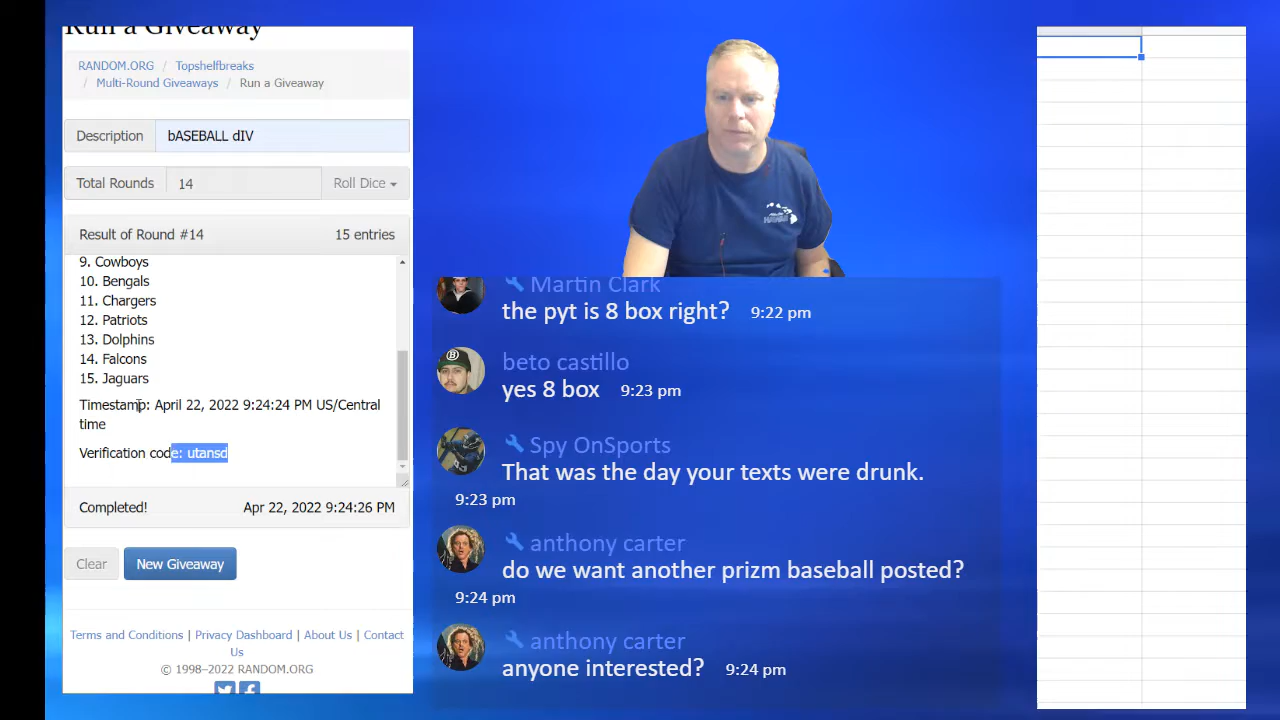 Run a Giveaway
RANDOM.ORG / Topshelfbreaks
/ Multi-Round Giveaways / Run a Giveaway
Description bASEBALL dIV
Total Rounds 14 Roll Dice
Result of Round #14 15 entries
9. Cowboys
10. Bengals
11. Chargers
12. Patriots
13. Dolphins
14. Falcons
15. Jaguars
Timestamp: April 22, 2022 9:24:24 PM US/Central
time
Verification code: utansd
Completed! Apr 22, 2022 9:24:26 PM
Clear New Giveaway
Terms and Conditions | Privacy Dashboard | About Us | Contact
Us
© 1998–2022 RANDOM.ORG
HAWAII
Martin Clark
the pyt is 8 box right? 9:22 pm
beto castillo
yes 8 box 9:23 pm
Spy OnSports
That was the day your texts were drunk.
9:23 pm
anthony carter
do we want another prizm baseball posted?
9:24 pm
anthony carter
anyone interested? 9:24 pm